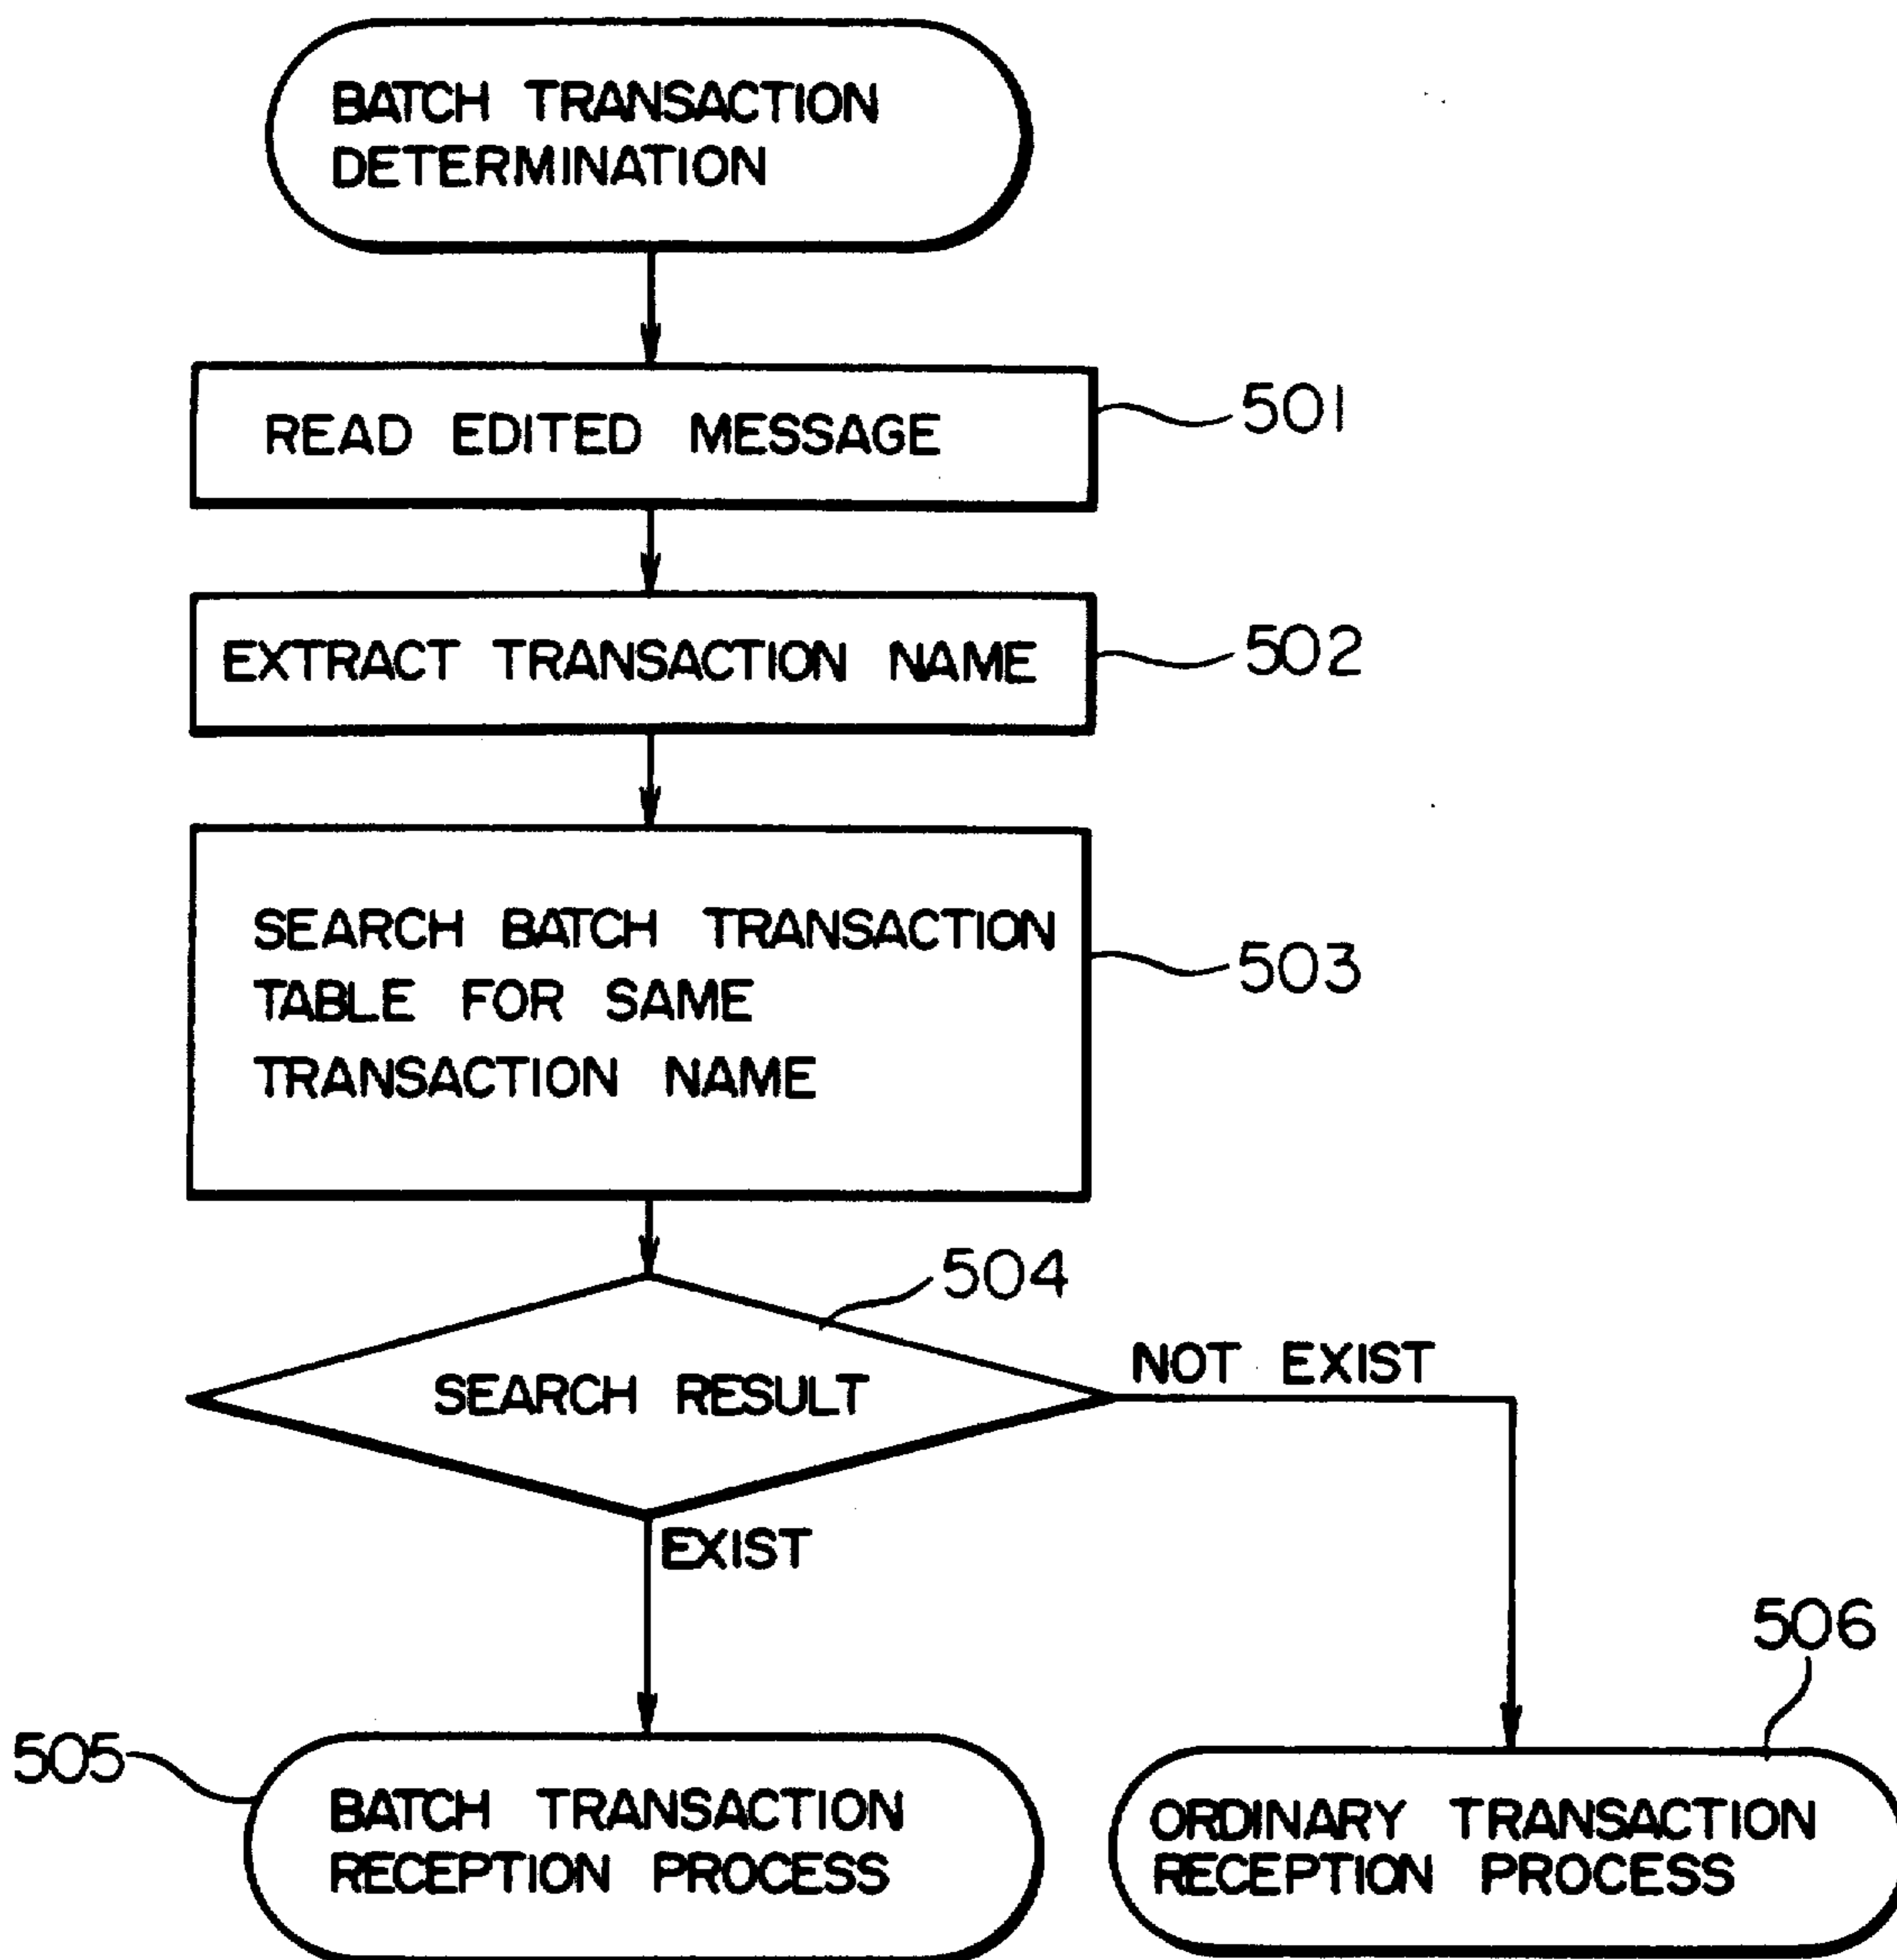 BATCH TRANSACTION
DETERMINATION
READ EDITED MESSAGE
501
EXTRACT TRANSACTION NAME
502
SEARCH BATCH TRANSACTION
TABLE FOR SAME
TRANSACTION NAME
503
504
SEARCH RESULT
NOT EXIST
EXIST
505
BATCH TRANSACTION
RECEPTION PROCESS
506
ORDINARY TRANSACTION
RECEPTION PROCESS